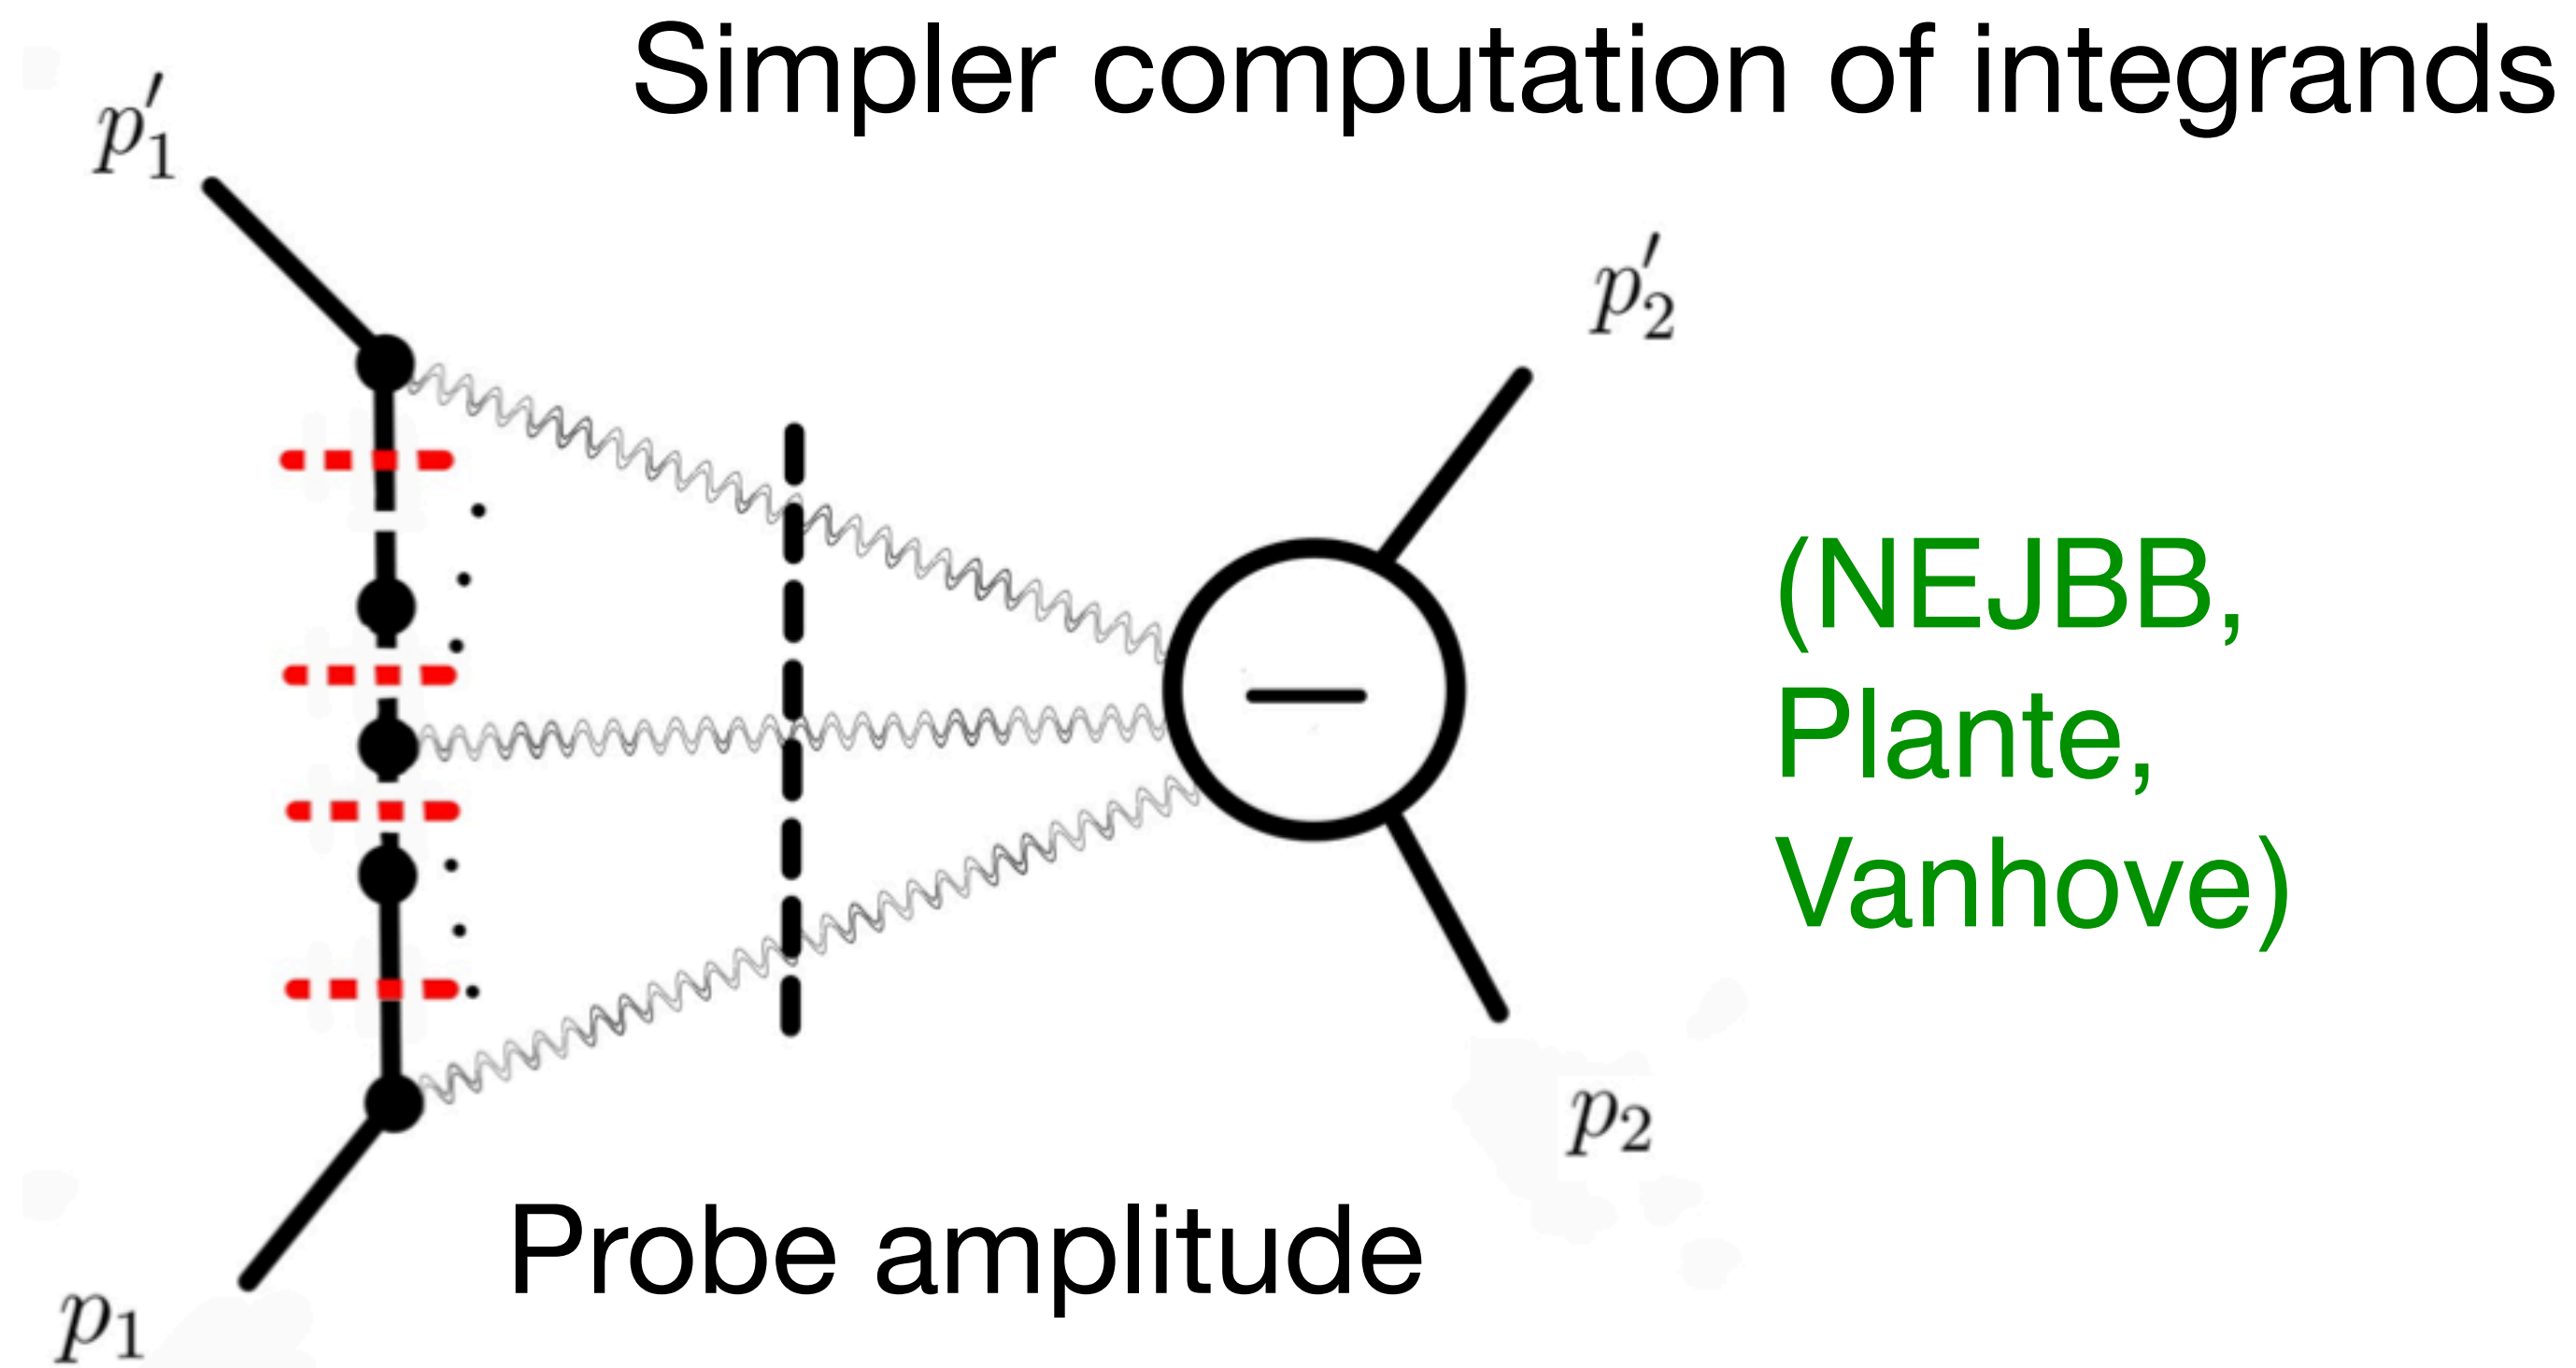 Simpler computation of integrands
p′₁
p′₂
(NEJBB,
Plante,
Vanhove)
−
p₂
Probe amplitude
p₁